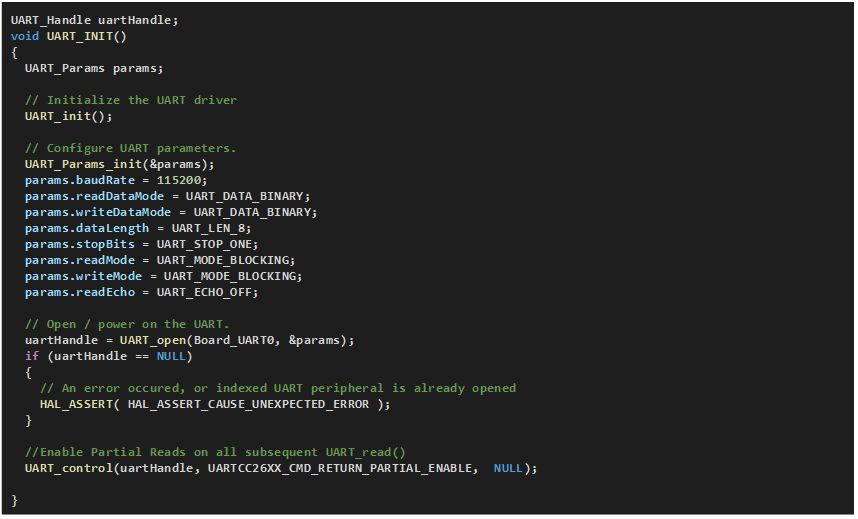 UART_Handle uartHandle;
void UART_INIT()
{
  UART_Params params;

  // Initialize the UART driver
  UART_init();

  // Configure UART parameters.
  UART_Params_init(&params);
  params.baudRate = 115200;
  params.readDataMode = UART_DATA_BINARY;
  params.writeDataMode = UART_DATA_BINARY;
  params.dataLength = UART_LEN_8;
  params.stopBits = UART_STOP_ONE;
  params.readMode = UART_MODE_BLOCKING;
  params.writeMode = UART_MODE_BLOCKING;
  params.readEcho = UART_ECHO_OFF;

  // Open / power on the UART.
  uartHandle = UART_open(Board_UART0, &params);
  if (uartHandle == NULL)
  {
    // An error occured, or indexed UART peripheral is already opened
    HAL_ASSERT( HAL_ASSERT_CAUSE_UNEXPECTED_ERROR );
  }

  //Enable Partial Reads on all subsequent UART_read()
  UART_control(uartHandle, UARTCC26XX_CMD_RETURN_PARTIAL_ENABLE,  NULL);

}